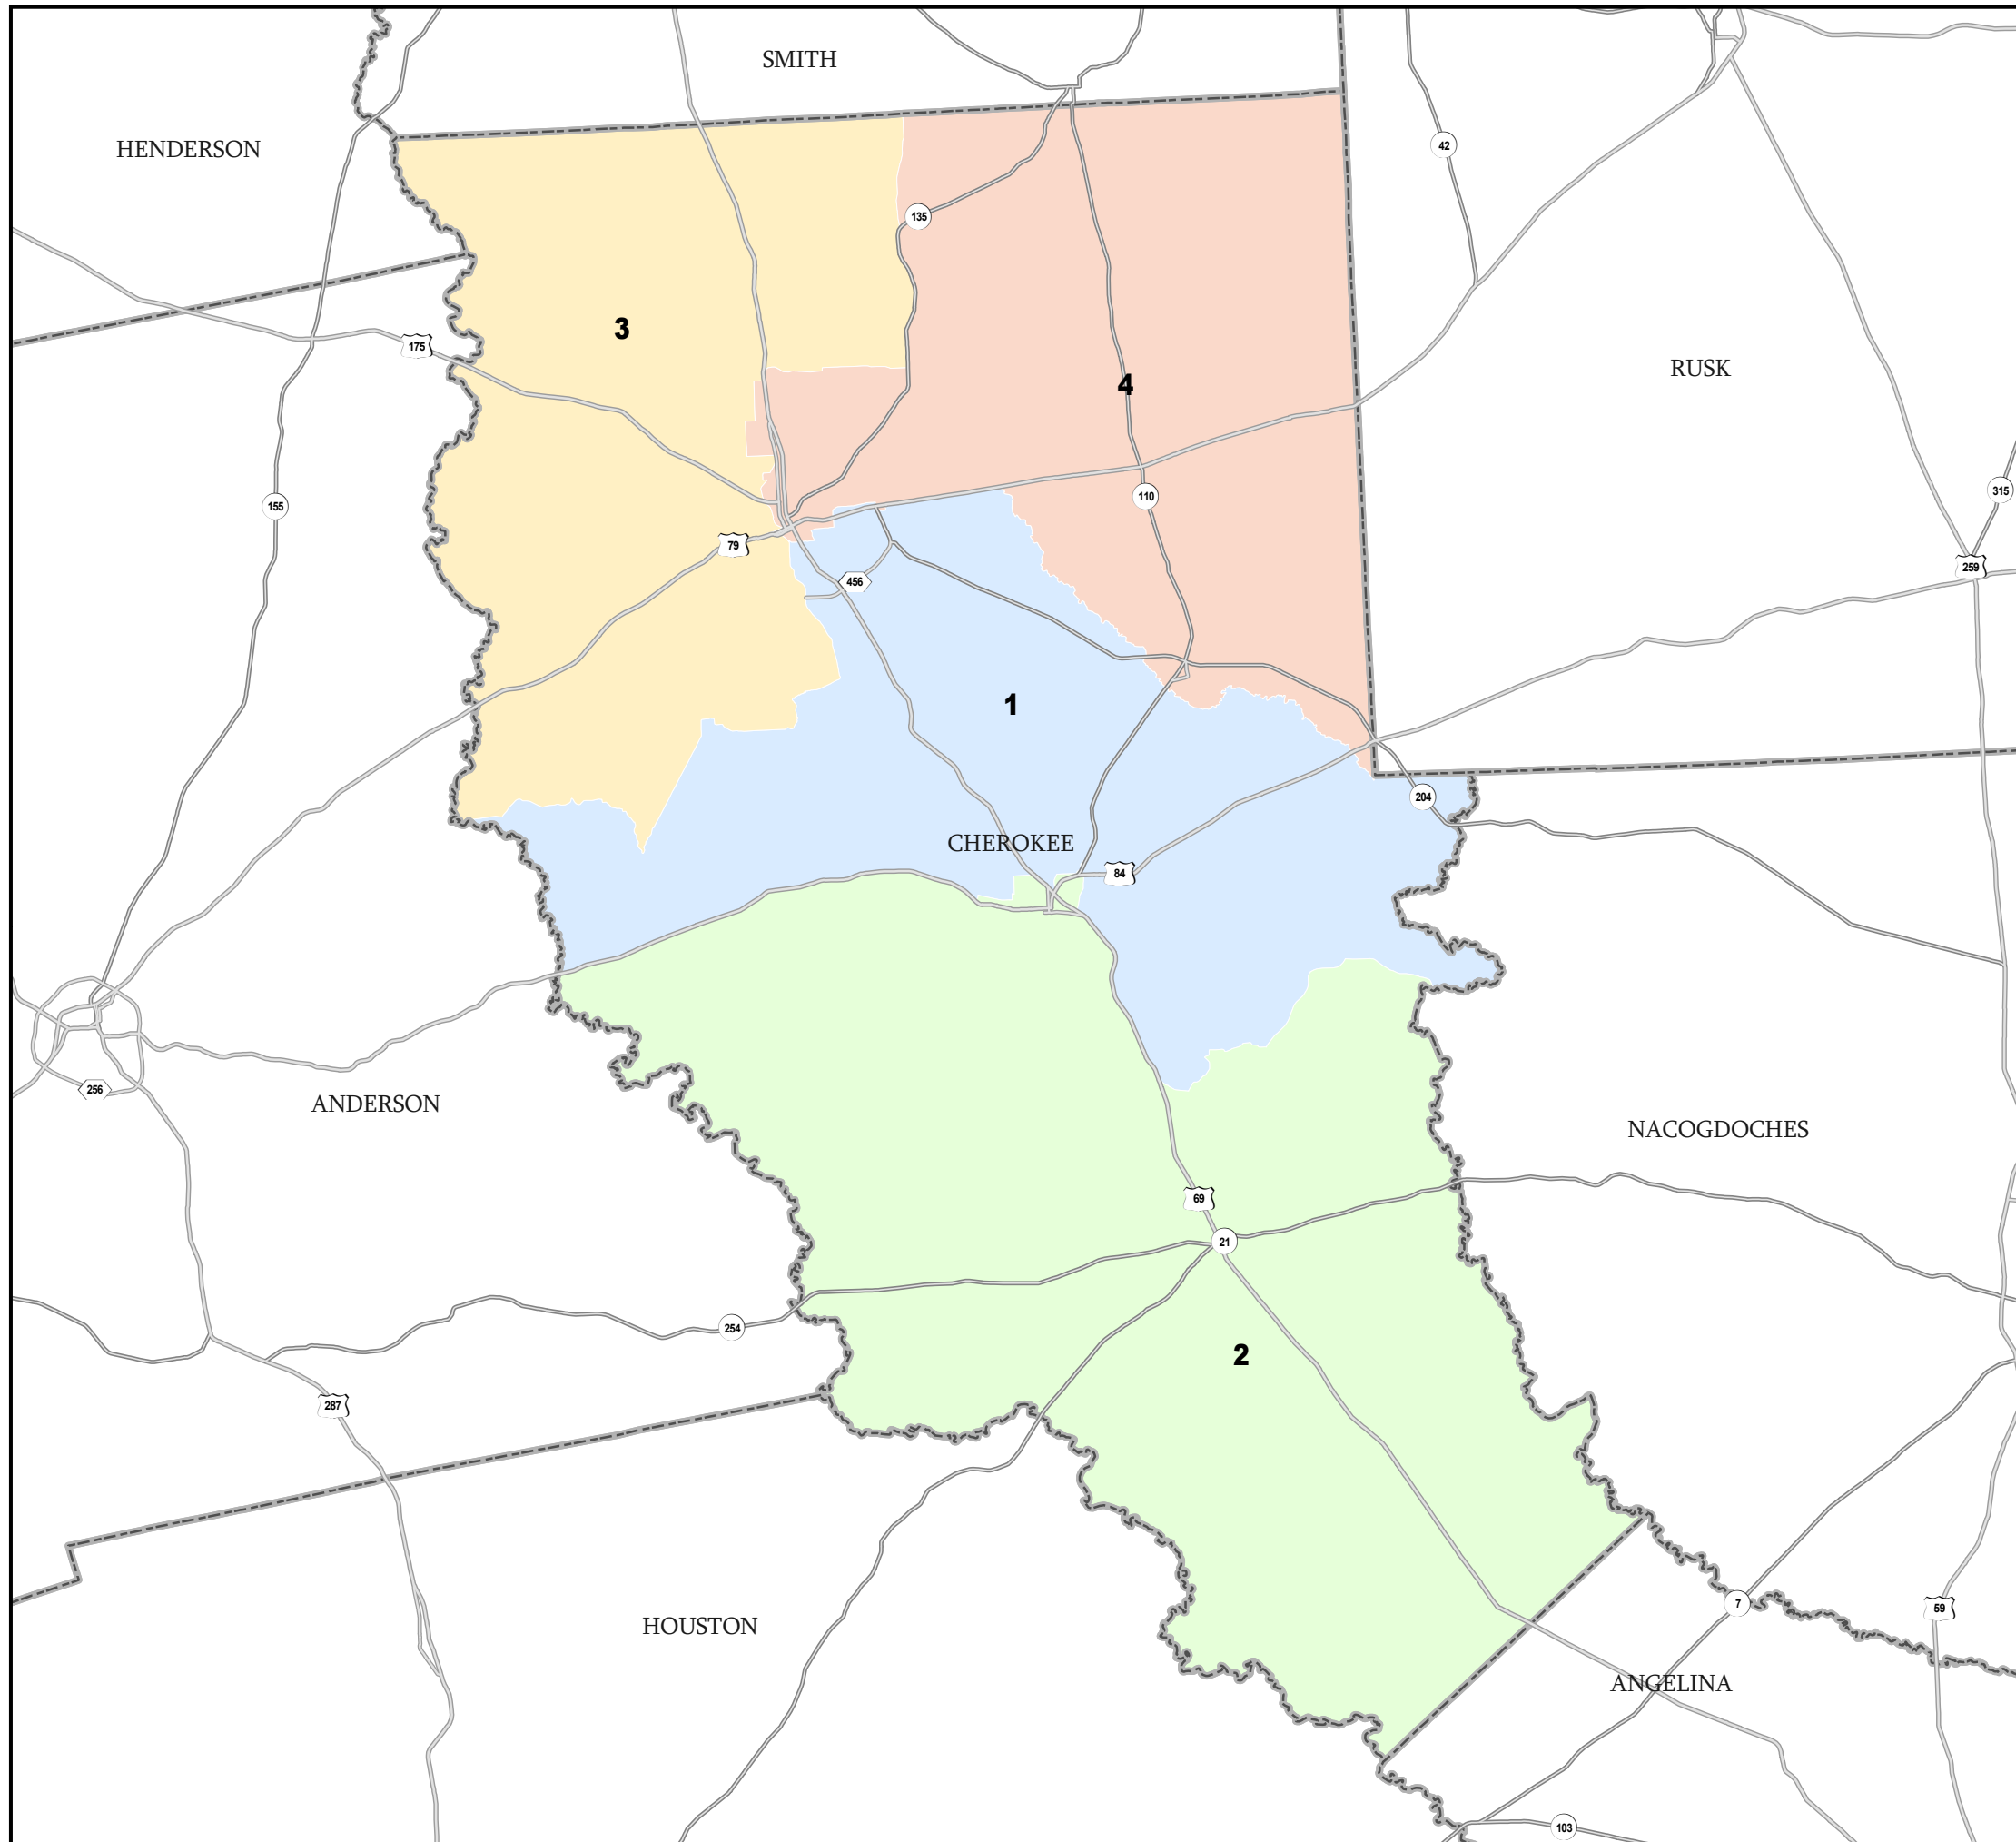 SMITH
42
HENDERSON
135
3
175
RUSK
4
315
110
155
79
259
456
1
204
CHEROKEE
84
256
ANDERSON
NACOGDOCHES
69
21
254
2
287
7
59
HOUSTON
ANGELINA
103